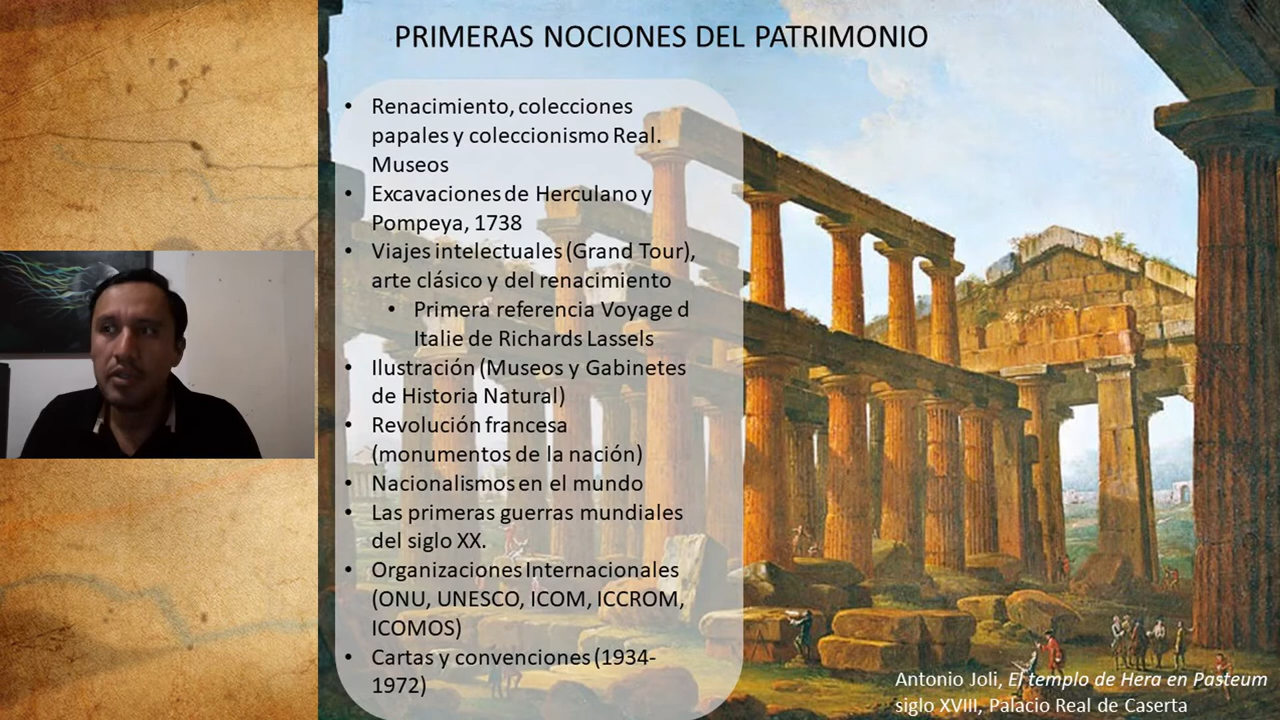 PRIMERAS NOCIONES DEL PATRIMONIO
• Renacimiento, colecciones
papales y coleccionismo Real.
Museos
• Excavaciones de Herculano y
Pompeya, 1738
• Viajes intelectuales (Grand Tour),
arte clásico y del renacimiento
• Primera referencia Voyage d
Italie de Richards Lassels
• Ilustración (Museos y Gabinetes
de Historia Natural)
• Revolución francesa
(monumentos de la nación)
• Nacionalismos en el mundo
• Las primeras guerras mundiales
del siglo XX.
• Organizaciones Internacionales
(ONU, UNESCO, ICOM, ICCROM,
ICOMOS)
• Cartas y convenciones (1934-
1972)
Antonio Joli, El templo de Hera en Pasteum
siglo XVIII, Palacio Real de Caserta